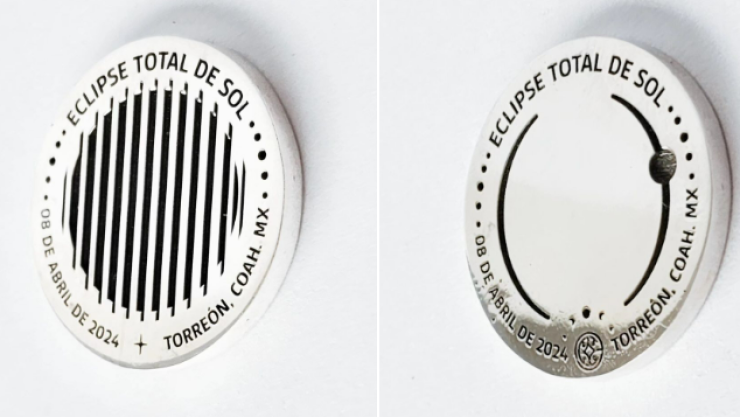 ECLIPSE TOTAL DE SOL
08 DE ABRIL DE 2024
TORREÓN, COAH. MX
ECLIPSE TOTAL DE SOL
08 DE ABRIL DE 2024
TORREÓN, COAH. MX